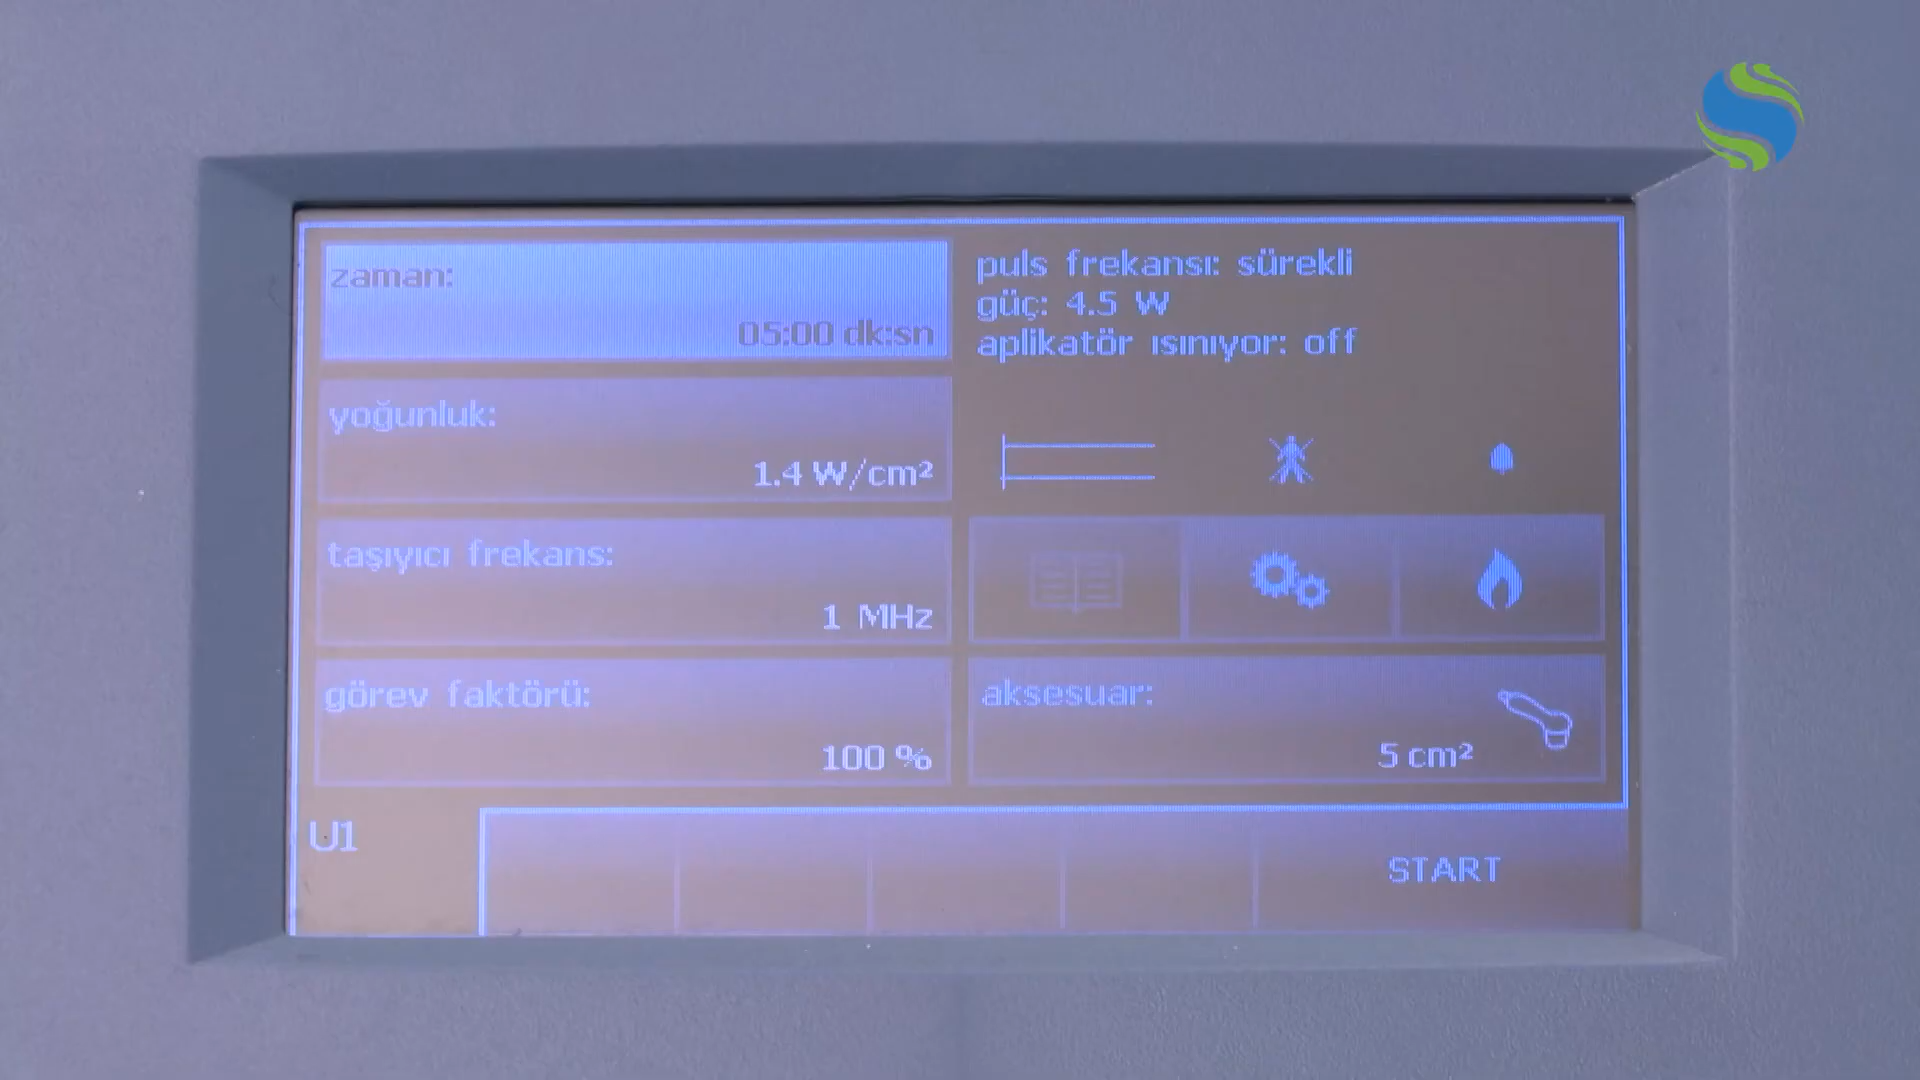 zaman:
05:00 dk:sn
yoğunluk:
1.4 W/cm²
taşıyıcı frekans:
1 MHz
görev faktörü:
100 %
puls frekansı: sürekli
güç: 4.5 W
aplikatör ısınıyor: off
aksesuar:
5 cm²
U1
START